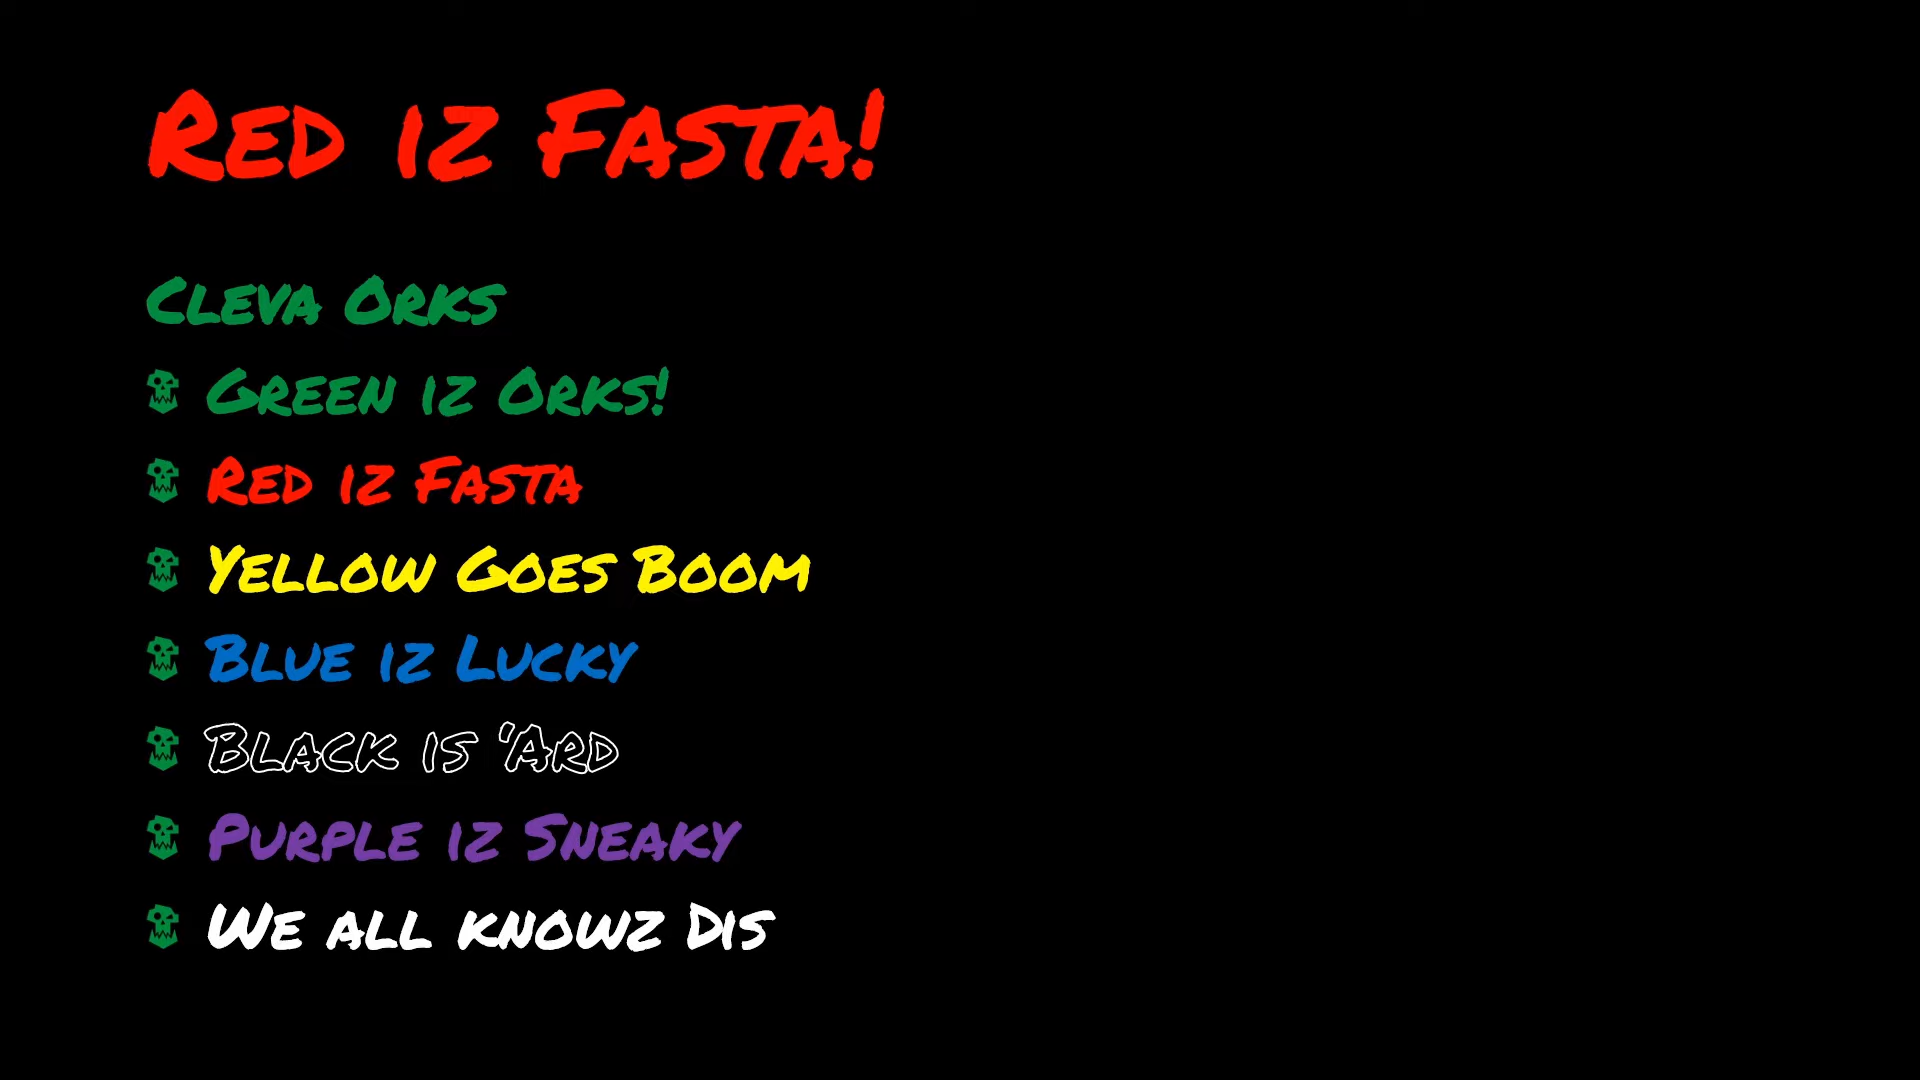 Red iz Fasta!
Cleva Orks
Green iz Orks!
Red iz Fasta
Yellow Goes Boom
Blue iz Lucky
Black is ‘Ard
Purple iz Sneaky
We all knowz Dis